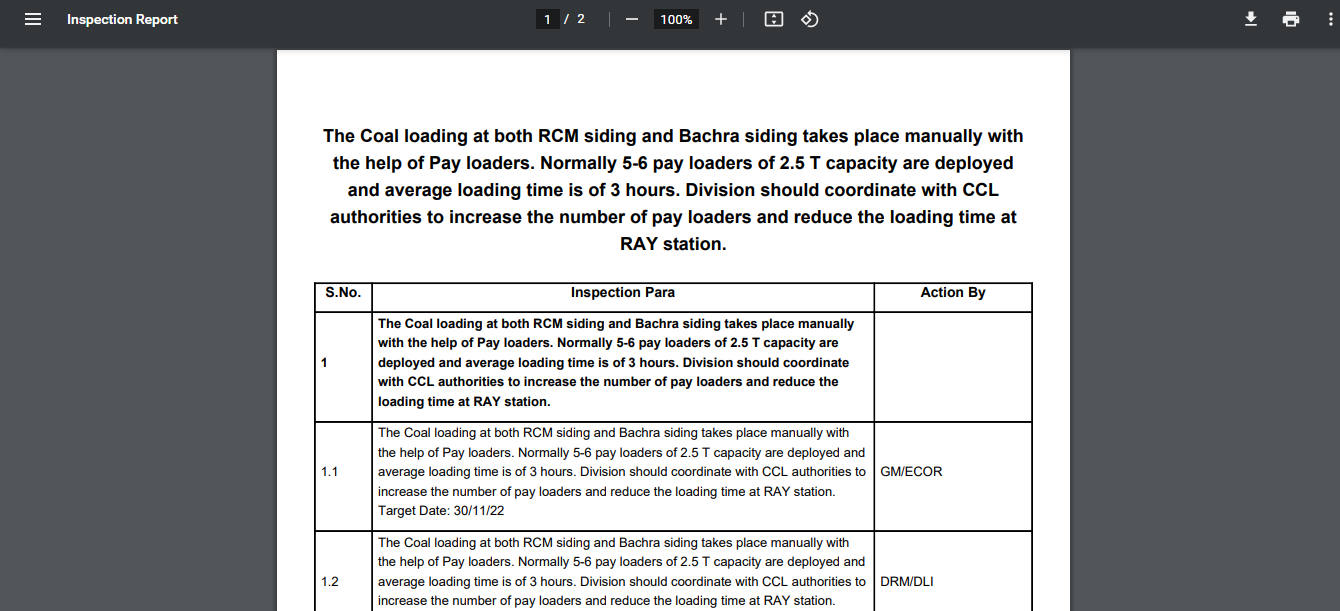 Inspection Report
1 / 2
100%
The Coal loading at both RCM siding and Bachra siding takes place manually with
the help of Pay loaders. Normally 5-6 pay loaders of 2.5 T capacity are deployed
and average loading time is of 3 hours. Division should coordinate with CCL
authorities to increase the number of pay loaders and reduce the loading time at
RAY station.
S.No. Inspection Para Action By
The Coal loading at both RCM siding and Bachra siding takes place manually
with the help of Pay loaders. Normally 5-6 pay loaders of 2.5 T capacity are
1 deployed and average loading time is of 3 hours. Division should coordinate
with CCL authorities to increase the number of pay loaders and reduce the
loading time at RAY station.
The Coal loading at both RCM siding and Bachra siding takes place manually with
the help of Pay loaders. Normally 5-6 pay loaders of 2.5 T capacity are deployed and
1.1 average loading time is of 3 hours. Division should coordinate with CCL authorities to GM/ECOR
increase the number of pay loaders and reduce the loading time at RAY station.
Target Date: 30/11/22
The Coal loading at both RCM siding and Bachra siding takes place manually with
the help of Pay loaders. Normally 5-6 pay loaders of 2.5 T capacity are deployed and
1.2 average loading time is of 3 hours. Division should coordinate with CCL authorities to DRM/DLI
increase the number of pay loaders and reduce the loading time at RAY station.